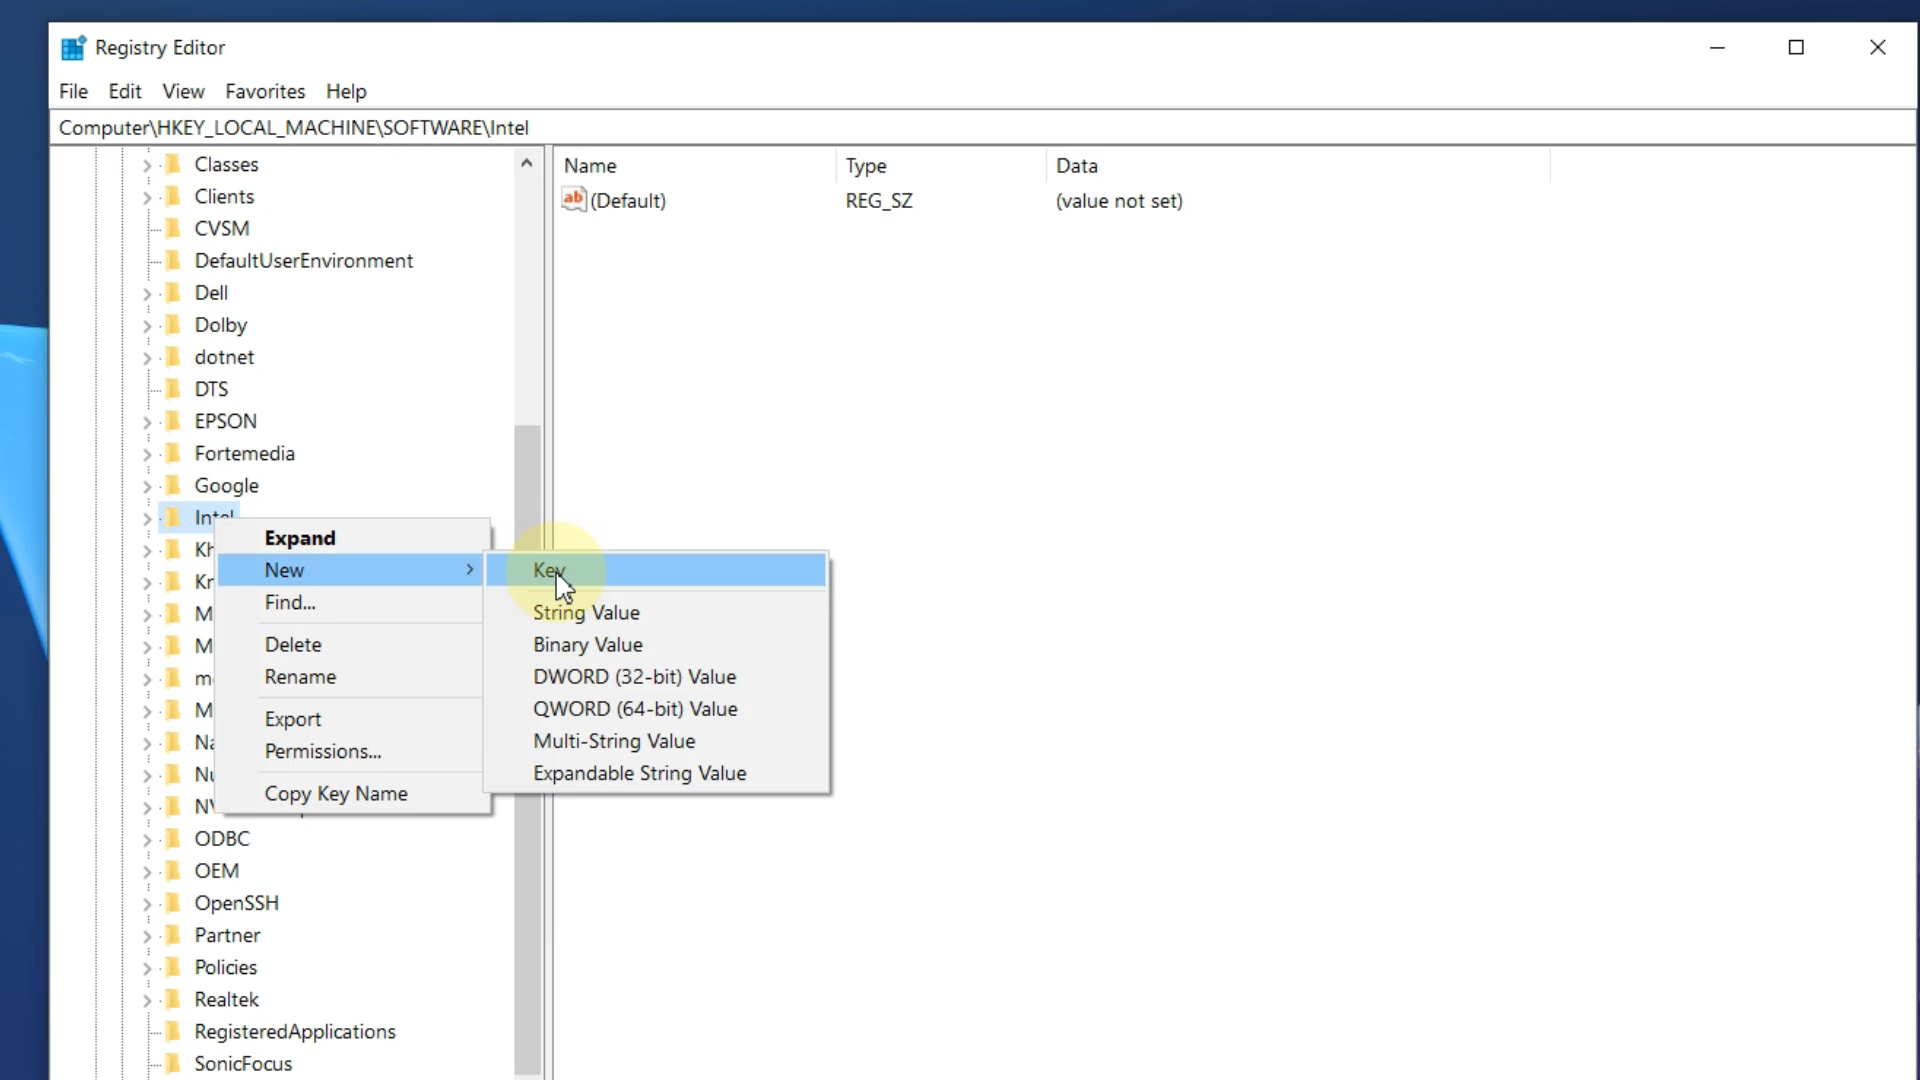 Registry Editor
File Edit View Favorites Help
Computer\HKEY_LOCAL_MACHINE\SOFTWARE\Intel
Name Type Data
ab (Default) REG_SZ (value not set)
Classes
Clients
CVSM
DefaultUserEnvironment
Dell
Dolby
dotnet
DTS
EPSON
Fortemedia
Google
Intel
Expand
New
Find...
Delete
Rename
Export
Permissions...
Copy Key Name
Key
String Value
Binary Value
DWORD (32-bit) Value
QWORD (64-bit) Value
Multi-String Value
Expandable String Value
ODBC
OEM
OpenSSH
Partner
Policies
Realtek
RegisteredApplications
SonicFocus